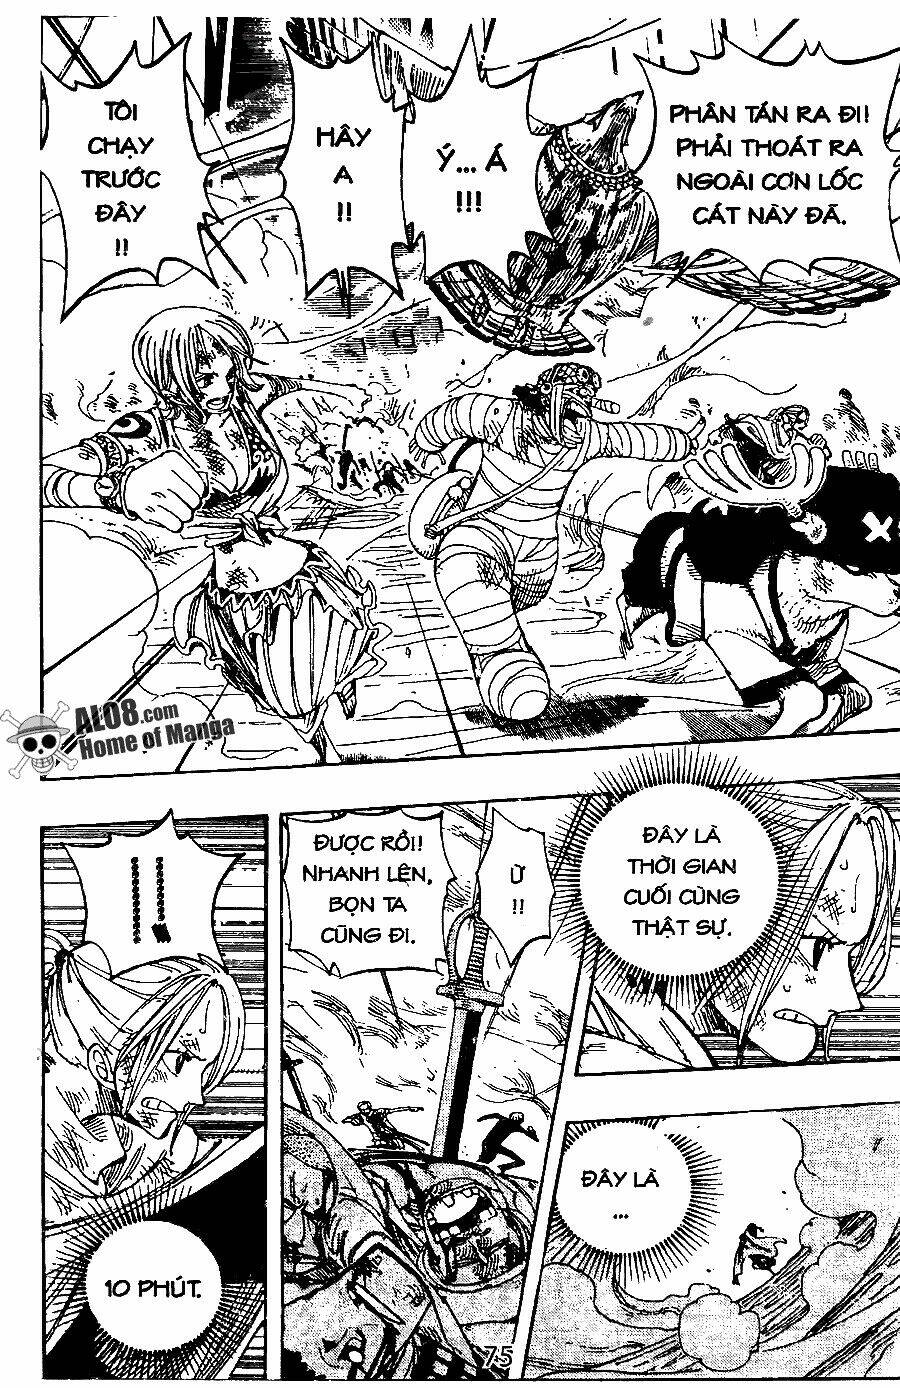 PHÂN TÁN RA ĐI!
PHẢI THOÁT RA
NGOÀI CƠN LỐC
CÁT NÀY ĐÃ.
Ý... Á
!!!
HÂY
A
!!
TÔI
CHẠY
TRƯỚC
ĐÂY
!!
AL08.com
Home of Manga
ĐÂY LÀ
THỜI GIAN
CUỐI CÙNG
THẬT SỰ.
ĐÂY LÀ
...
Ừ
!!
ĐƯỢC RỒI!
NHANH LÊN,
BỌN TA
CŨNG ĐI.
10 PHÚT.
75